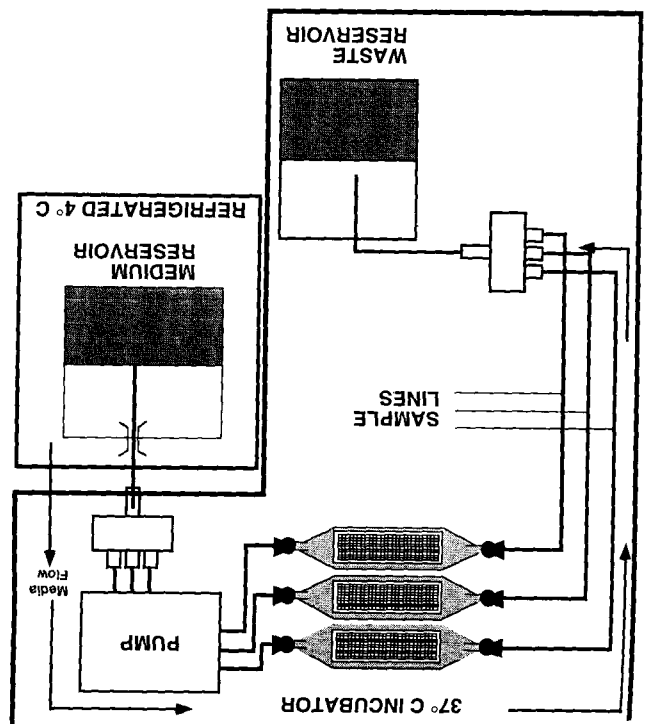 37° C INCUBATOR
PUMP
Media
Flow
SAMPLE
LINES
MEDIUM
RESERVOIR
REFRIGERATED 4° C
WASTE
RESERVOIR